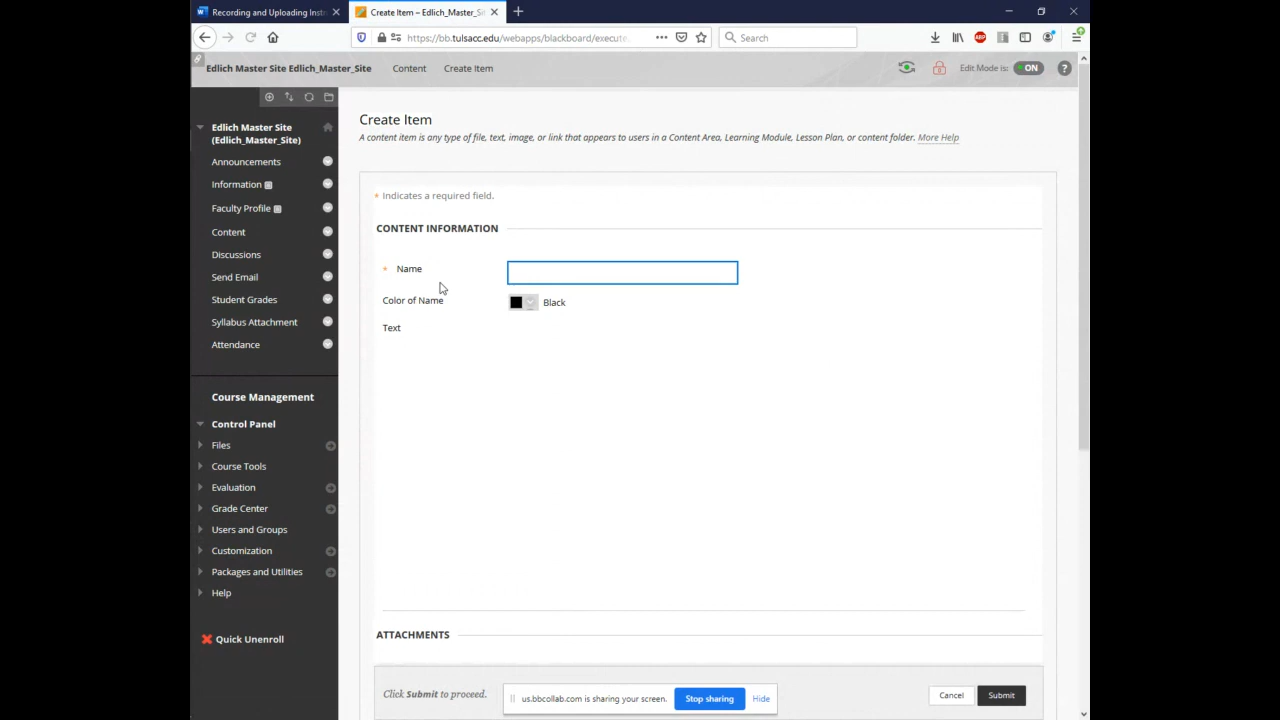 Recording and Uploading Instr
Create Item – Edlich_Master_Si
https://bb.tulsacc.edu/webapps/blackboard/execute
Search
ABP
Edlich Master Site Edlich_Master_Site
Content
Create Item
Edit Mode is:
ON
?
Edlich Master Site
(Edlich_Master_Site)
Announcements
Information
Faculty Profile
Content
Discussions
Send Email
Student Grades
Syllabus Attachment
Attendance
Course Management
Control Panel
Files
Course Tools
Evaluation
Grade Center
Users and Groups
Customization
Packages and Utilities
Help
Quick Unenroll
Create Item
A content item is any type of file, text, image, or link that appears to users in a Content Area, Learning Module, Lesson Plan, or content folder. More Help
* Indicates a required field.
CONTENT INFORMATION
* Name
Color of Name
Black
Text
ATTACHMENTS
Click Submit to proceed.
us.bbcollab.com is sharing your screen.
Stop sharing
Hide
Cancel
Submit